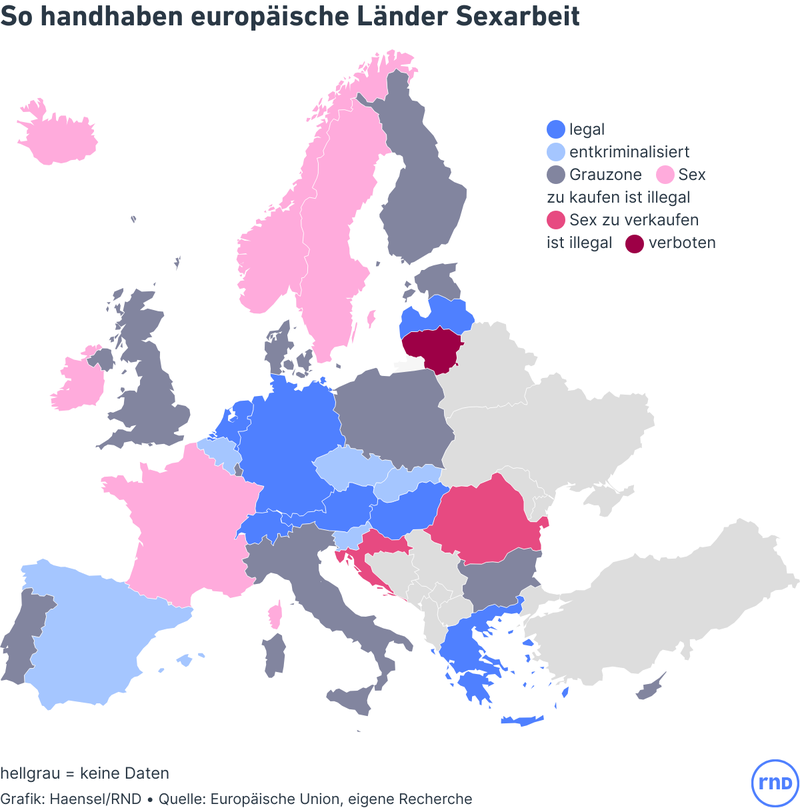 So handhaben europäische Länder Sexarbeit
legal
entkriminalisiert
Grauzone Sex
zu kaufen ist illegal
Sex zu verkaufen
ist illegal verboten
hellgrau = keine Daten
Grafik: Haensel/RND • Quelle: Europäische Union, eigene Recherche
rnd